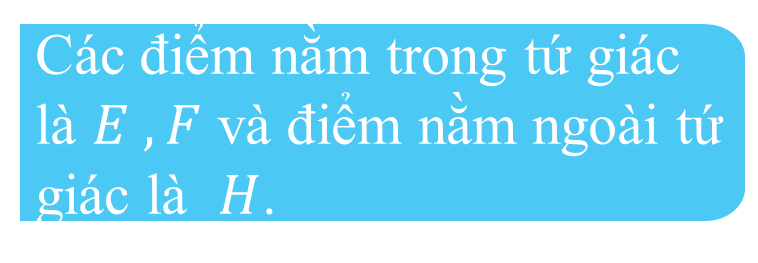 Các điểm nằm trong tứ giác
là E , F và điểm nằm ngoài tứ
giác là H.